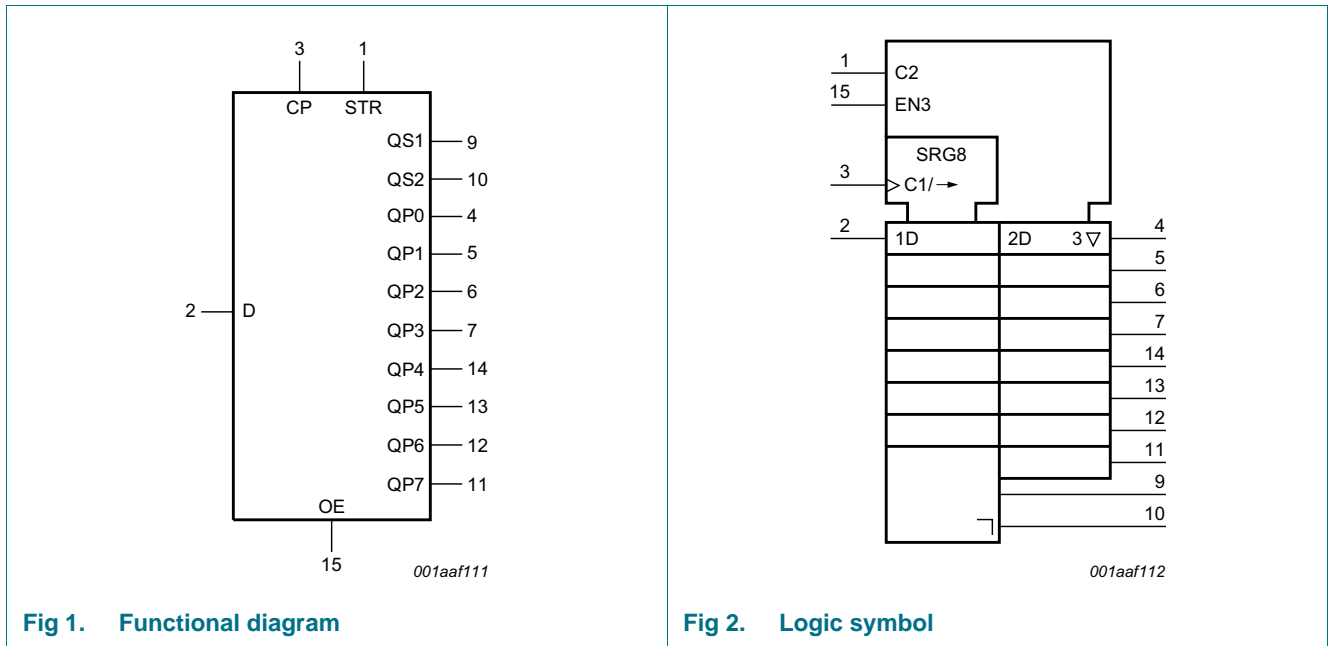 3 1
CP STR
QS1 9
QS2 10
QP0 4
QP1 5
QP2 6
2 D QP3 7
QP4 14
QP5 13
QP6 12
QP7 11
OE
15
001aaf111
Fig 1. Functional diagram
1 C2
15 EN3
SRG8
3 C1/→
2 1D 2D 3 ▽ 4
5
6
7
14
13
12
11
9
10
001aaf112
Fig 2. Logic symbol